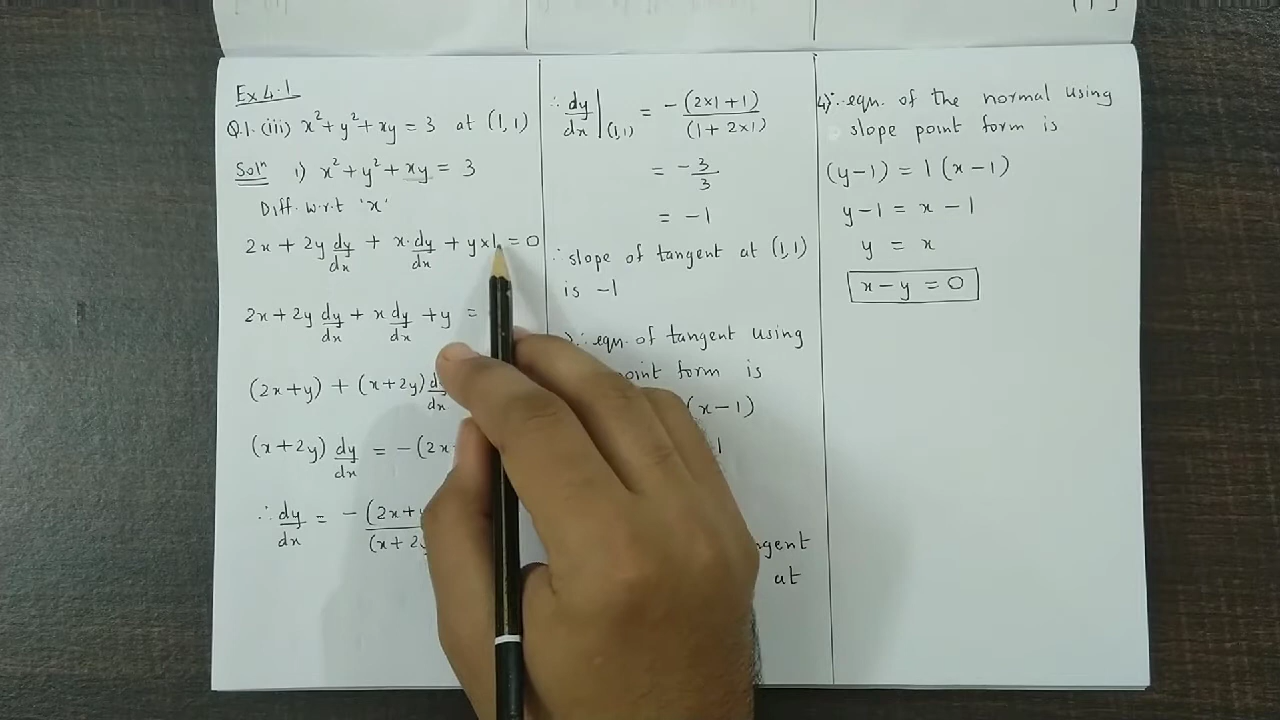 Ex 4.1
Q.1. (iii) x² + y² + xy = 3 at (1, 1)
Solⁿ 1) x² + y² + xy = 3
Diff. w.r.t 'x'
2x + 2y dy/dx + x. dy/dx + y×1 = 0
2x + 2y dy/dx + x dy/dx + y =
(2x+y) + (x+2y)
(x+2y) dy/dx = -(2x
∴ dy/dx = -(2x+ / (x+2y
∴ dy/dx |(1,1) = -(2×1+1)/(1+2×1)
= -3/3
= -1
∴ slope of tangent at (1,1)
is -1
∴ eqn. of tangent using
point form is
(x-1)
1
at
4) ∴ eqn. of the normal using
slope point form is
(y-1) = 1 (x-1)
y-1 = x-1
y = x
x-y = 0